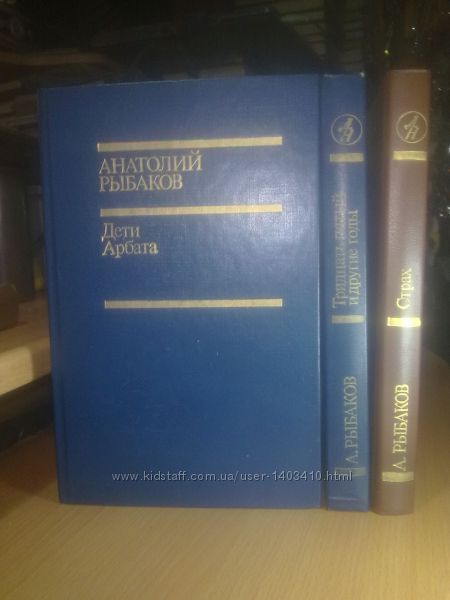 АНАТОЛИЙ
РЫБАКОВ
Дети
Арбата
А. РЫБАКОВ
Тридцать пятый
и другие годы
А. РЫБАКОВ
Страх
www.kidstaff.com.ua/user-1403410.html